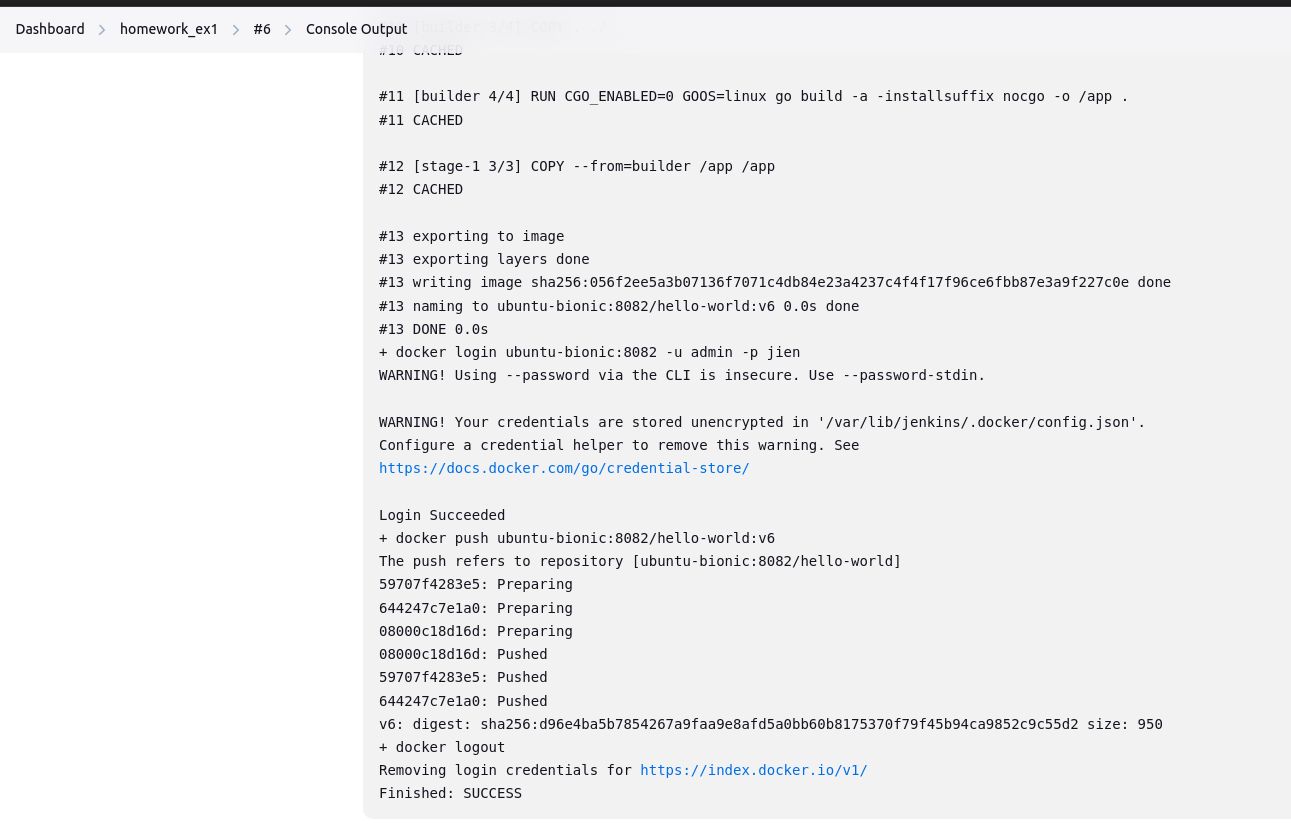 Dashboard > homework_ex1 > #6 > Console Output
#10 [builder 3/4] COPY . ./
#10 CACHED
#11 [builder 4/4] RUN CGO_ENABLED=0 GOOS=linux go build -a -installsuffix nocgo -o /app .
#11 CACHED
#12 [stage-1 3/3] COPY --from=builder /app /app
#12 CACHED
#13 exporting to image
#13 exporting layers done
#13 writing image sha256:056f2ee5a3b07136f7071c4db84e23a4237c4f4f17f96ce6fbb87e3a9f227c0e done
#13 naming to ubuntu-bionic:8082/hello-world:v6 0.0s done
#13 DONE 0.0s
+ docker login ubuntu-bionic:8082 -u admin -p jien
WARNING! Using --password via the CLI is insecure. Use --password-stdin.
WARNING! Your credentials are stored unencrypted in '/var/lib/jenkins/.docker/config.json'.
Configure a credential helper to remove this warning. See
https://docs.docker.com/go/credential-store/
Login Succeeded
+ docker push ubuntu-bionic:8082/hello-world:v6
The push refers to repository [ubuntu-bionic:8082/hello-world]
59707f4283e5: Preparing
644247c7e1a0: Preparing
08000c18d16d: Preparing
08000c18d16d: Pushed
59707f4283e5: Pushed
644247c7e1a0: Pushed
v6: digest: sha256:d96e4ba5b7854267a9faa9e8afd5a0bb60b8175370f79f45b94ca9852c9c55d2 size: 950
+ docker logout
Removing login credentials for https://index.docker.io/v1/
Finished: SUCCESS